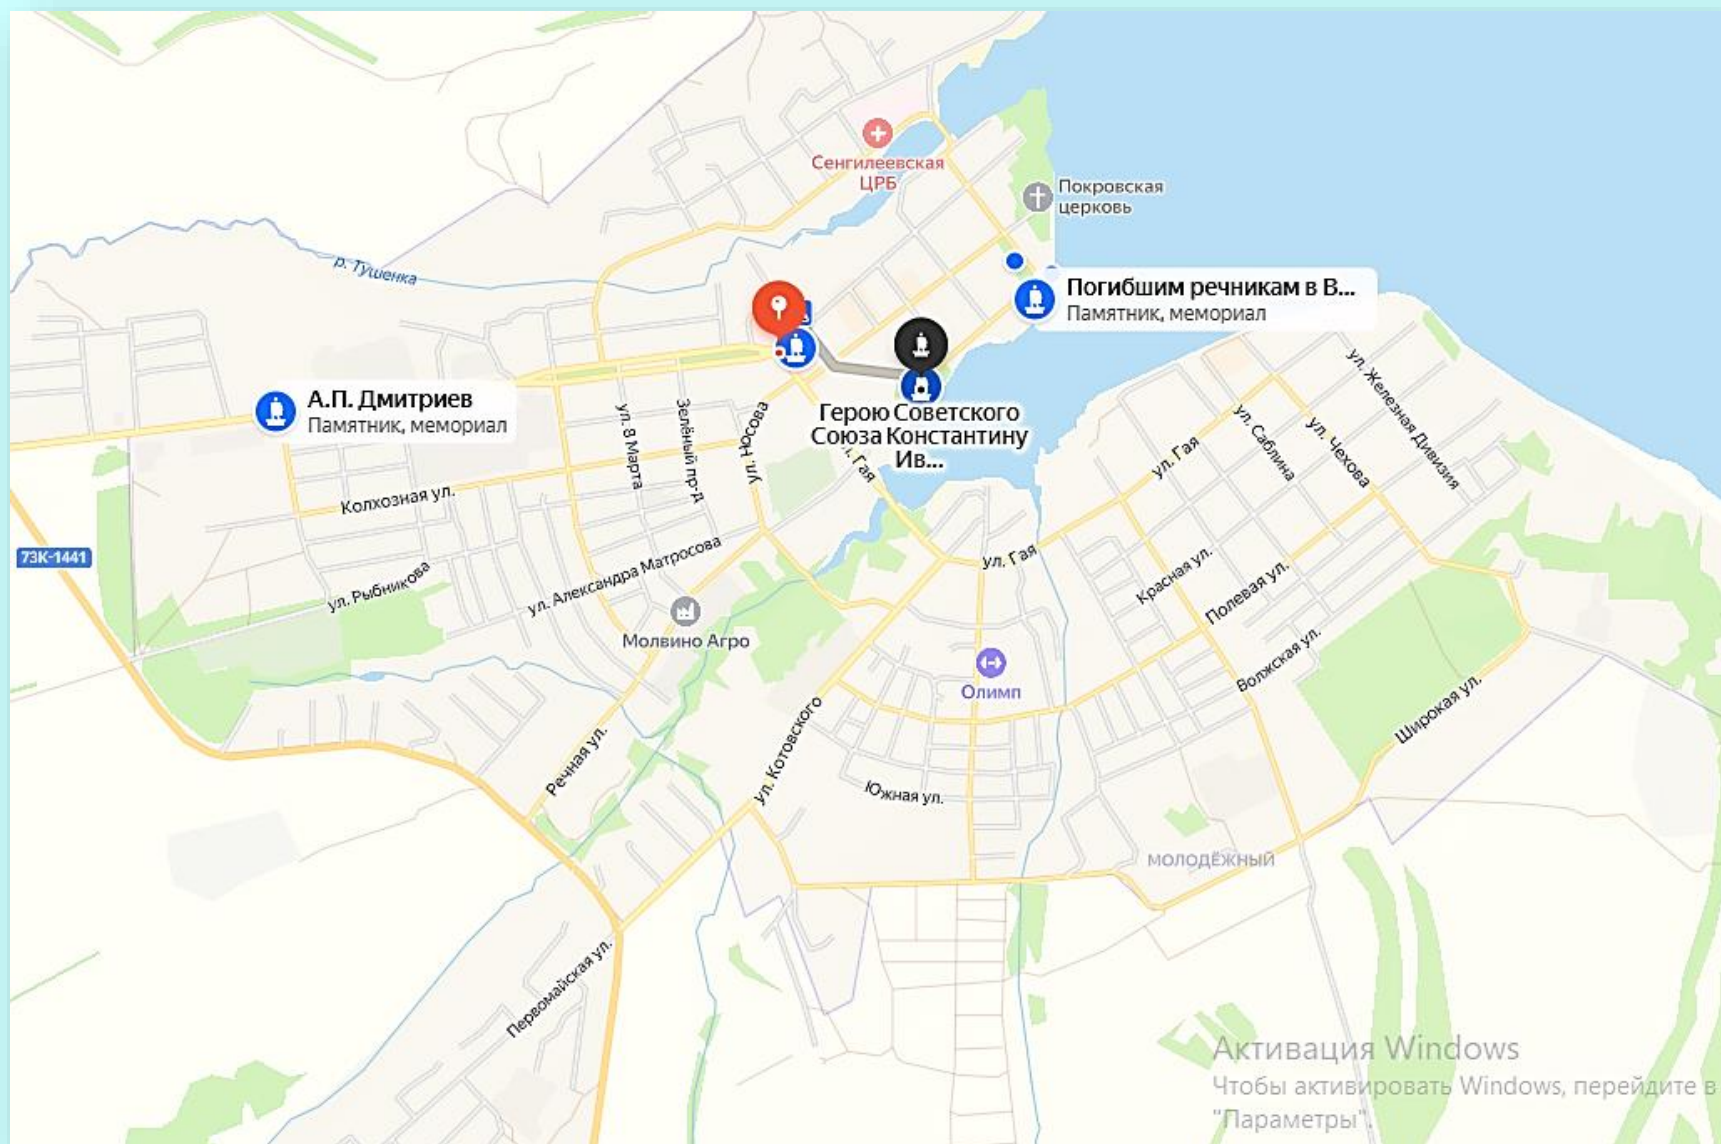 Сенгилеевская
ЦРБ
Покровская
церковь
р. Тушенка
Погибшим речникам в В...
Памятник, мемориал
А.П. Дмитриев
Памятник, мемориал
Герою Советского
Союза Константину
Ив...
ул. Гая
ул. 8 Марта
Зелёный пр-д
ул. Носова
Колхозная ул.
73К-1441
ул. Рыбникова
ул. Александра Матросова
Молвино Агро
ул. Гая
ул. Гая
ул. Саблина
ул. Чехова
ул. Железная Дивизия
Красная ул.
Полевая ул.
Волжская ул.
Широкая ул.
Олимп
Речная ул.
ул. Котовского
Южная ул.
МОЛОДЁЖНЫЙ
Первомайская ул.
Активация Windows
Чтобы активировать Windows, перейдите в
"Параметры".